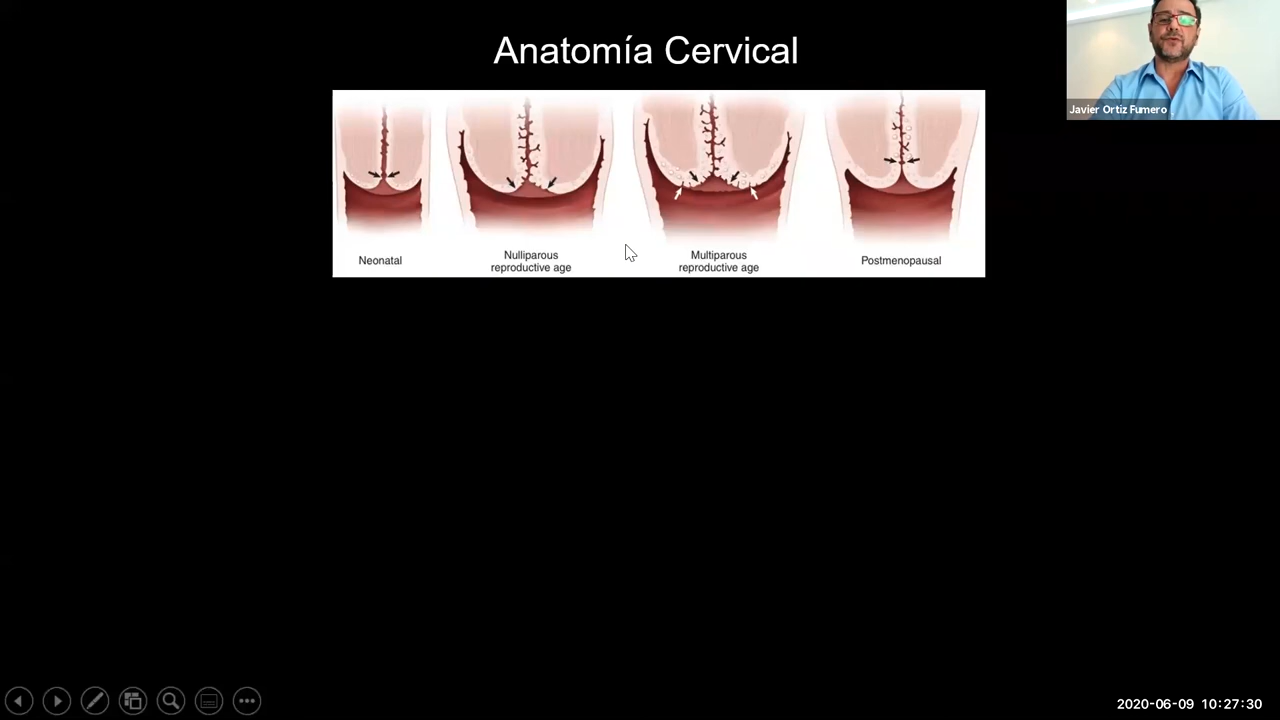 Anatomía Cervical
Javier Ortiz Fumero
Neonatal
Nulliparous
reproductive age
Multiparous
reproductive age
Postmenopausal
2020-06-09 10:27:30